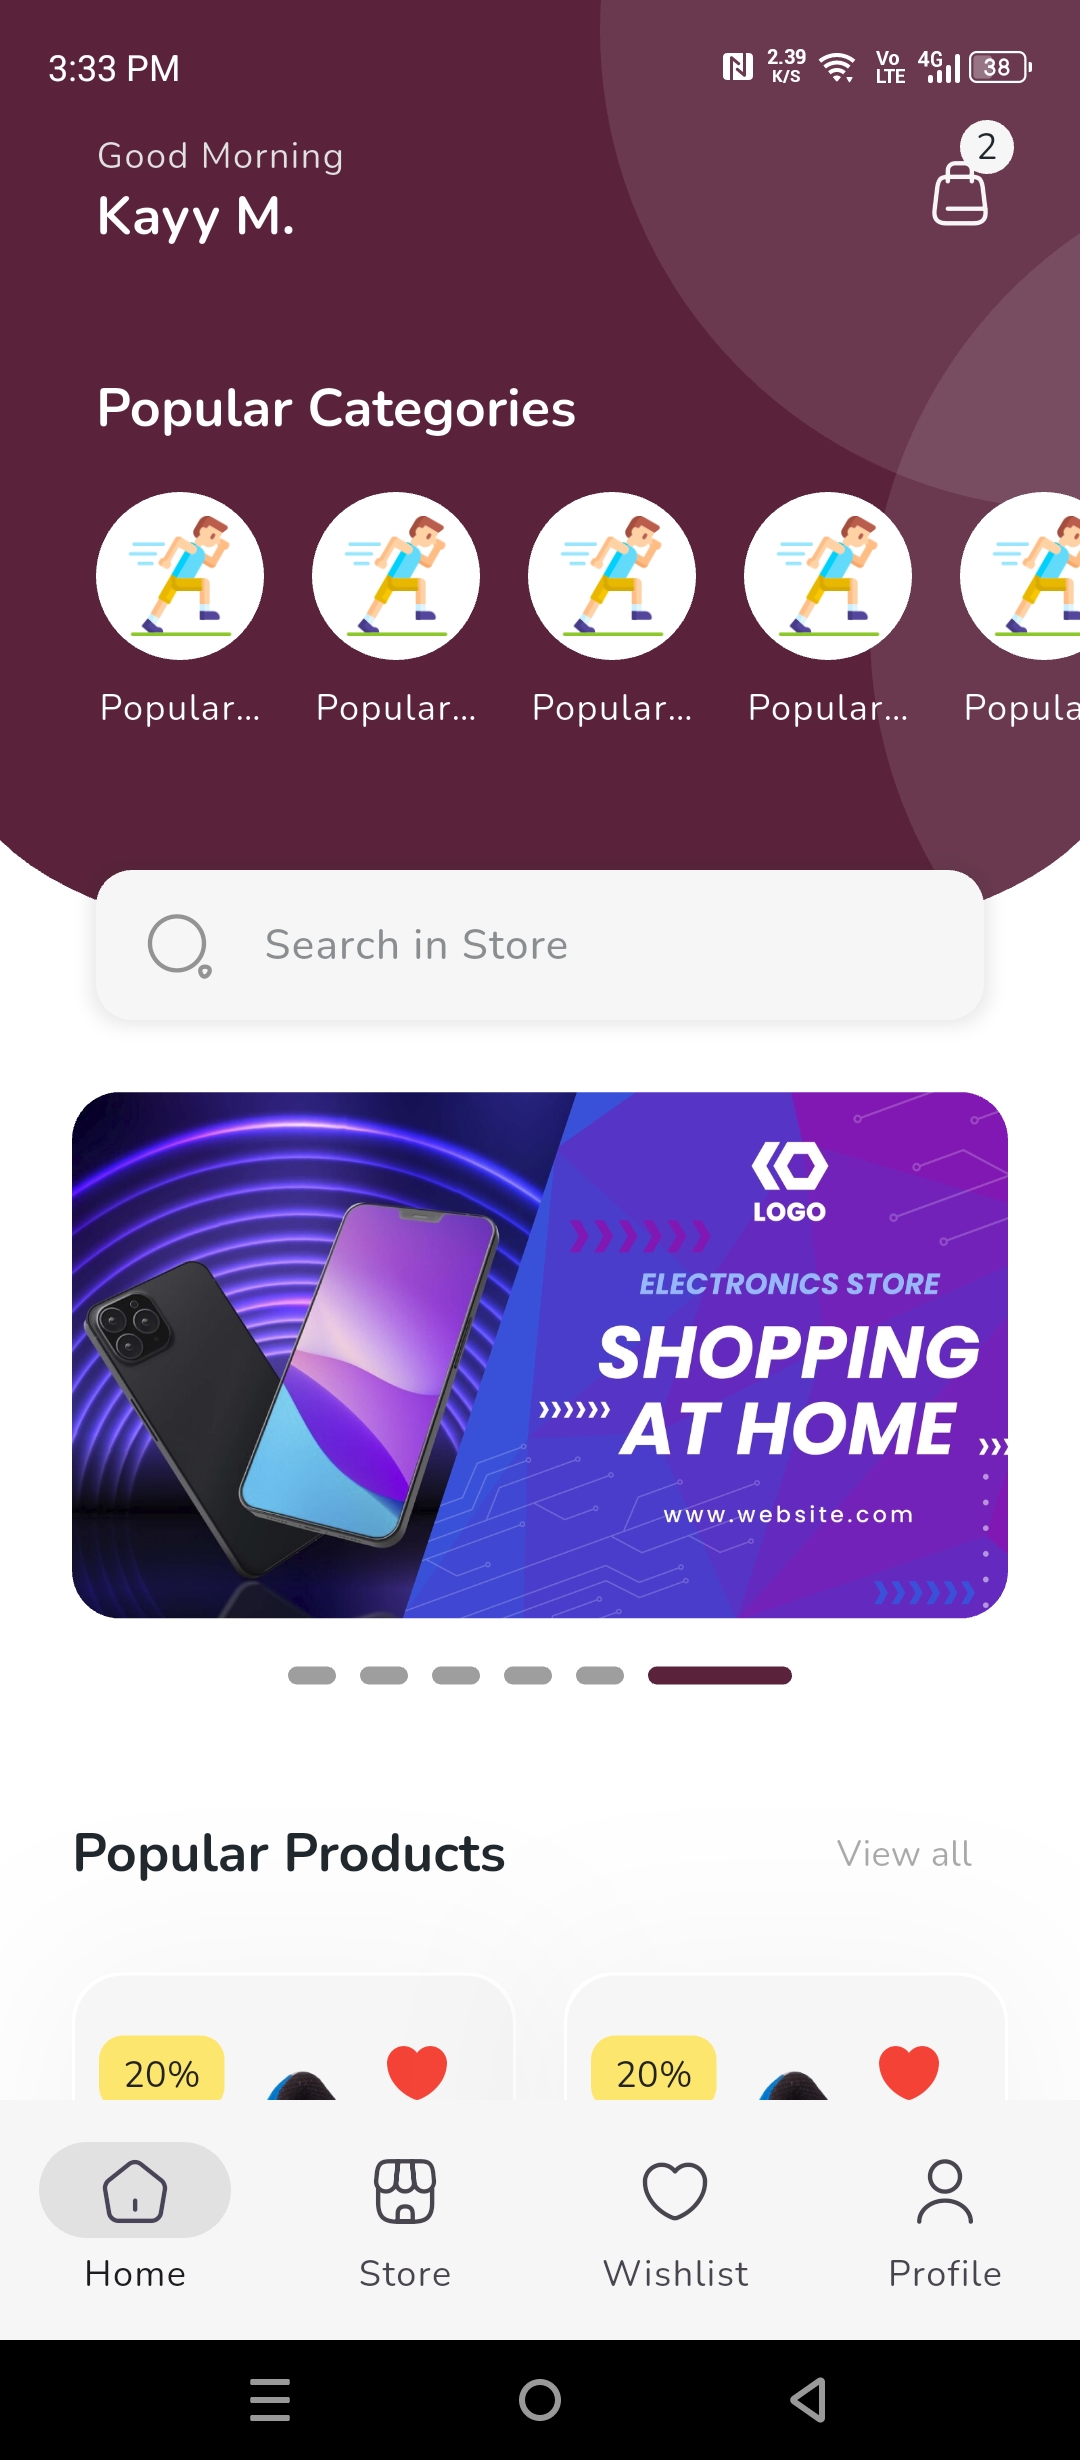 3:33 PM
2.39
K/S
Vo
LTE
4G
38
2
Good Morning
Kayy M.
Popular Categories
Popular... Popular... Popular... Popular... Popula
Search in Store
LOGO
ELECTRONICS STORE
SHOPPING
AT HOME
www.website.com
Popular Products View all
20% 20%
Home Store Wishlist Profile